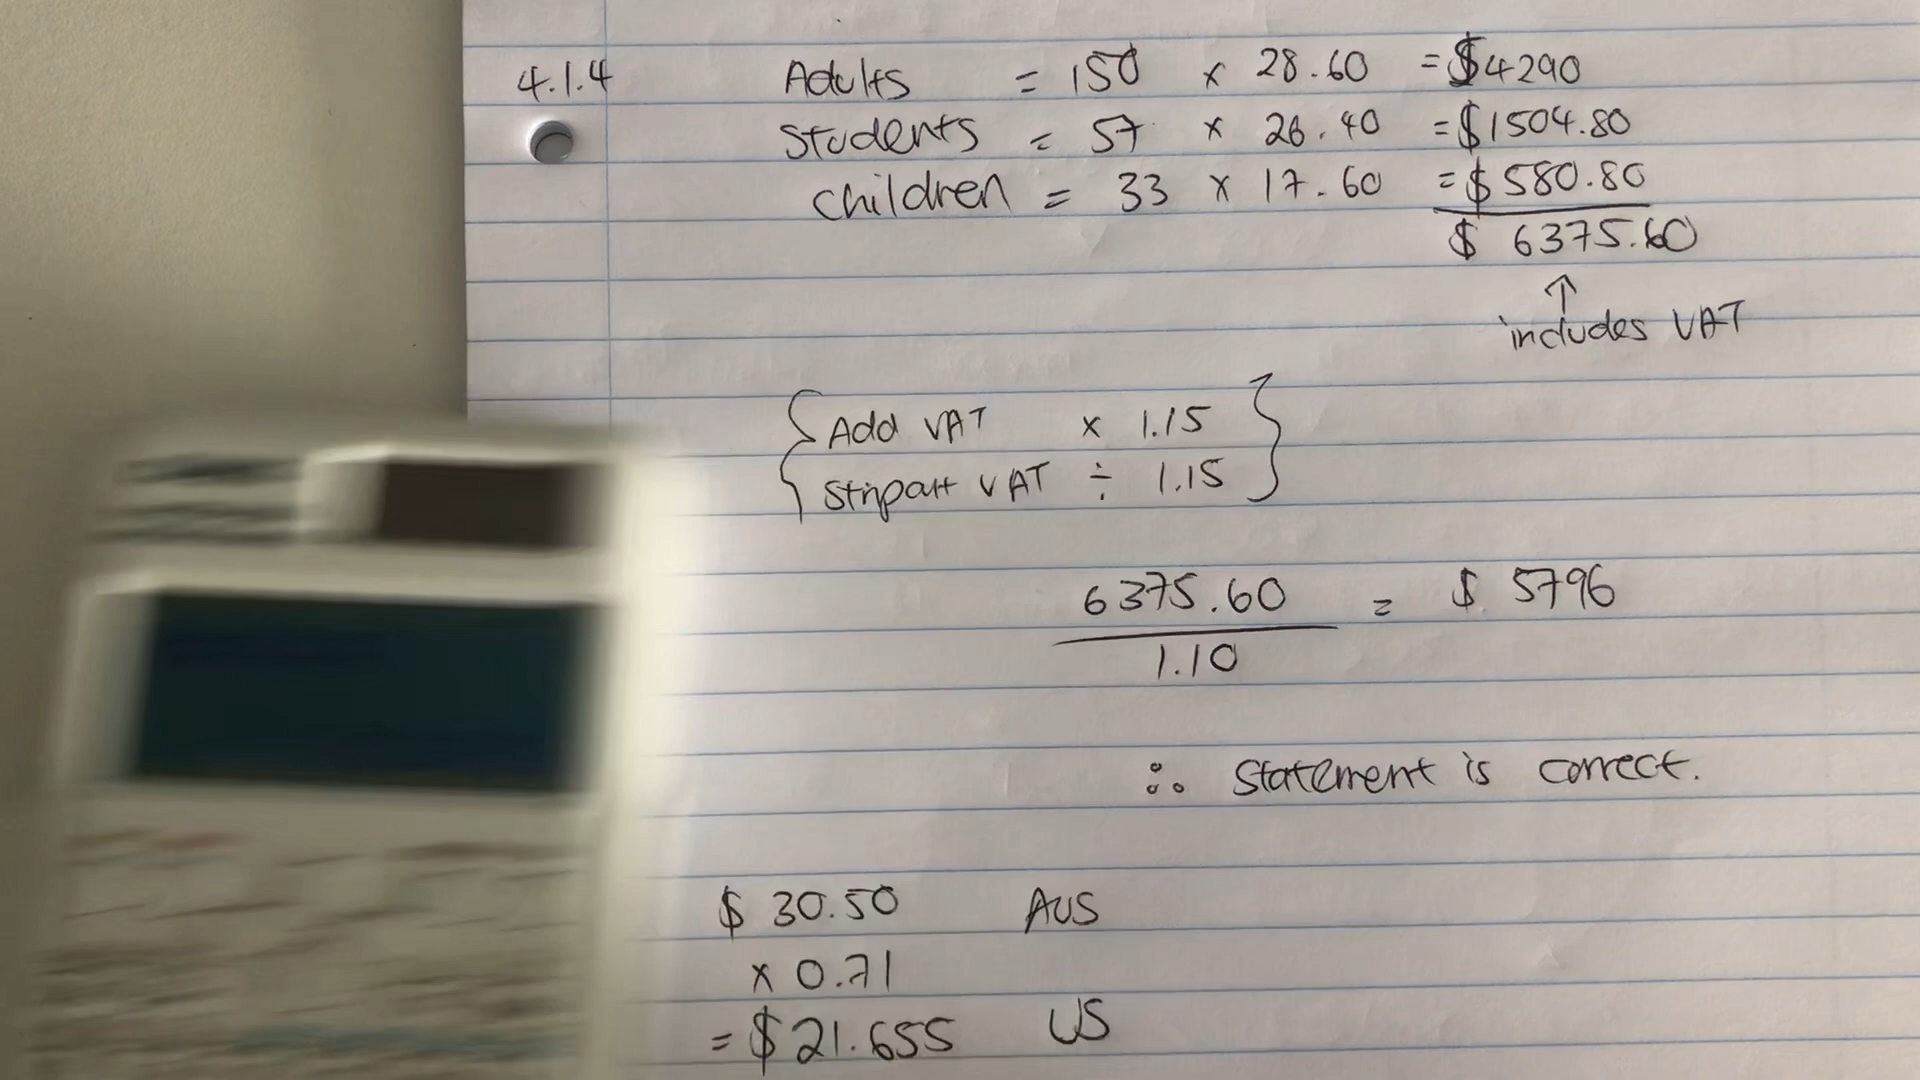 4.1.4 Adults = 150 × 28.60 = $4290
Students = 57 × 26.40 = $1504.80
children = 33 × 17.60 = $580.80
$ 6375.60
↑
includes VAT
{ Add VAT × 1.15 }
{ Stripout VAT ÷ 1.15 }
6375.60 = $ 5796
1.10
∴ Statement is correct.
$ 30.50 AUS
× 0.71
= $21.655 US